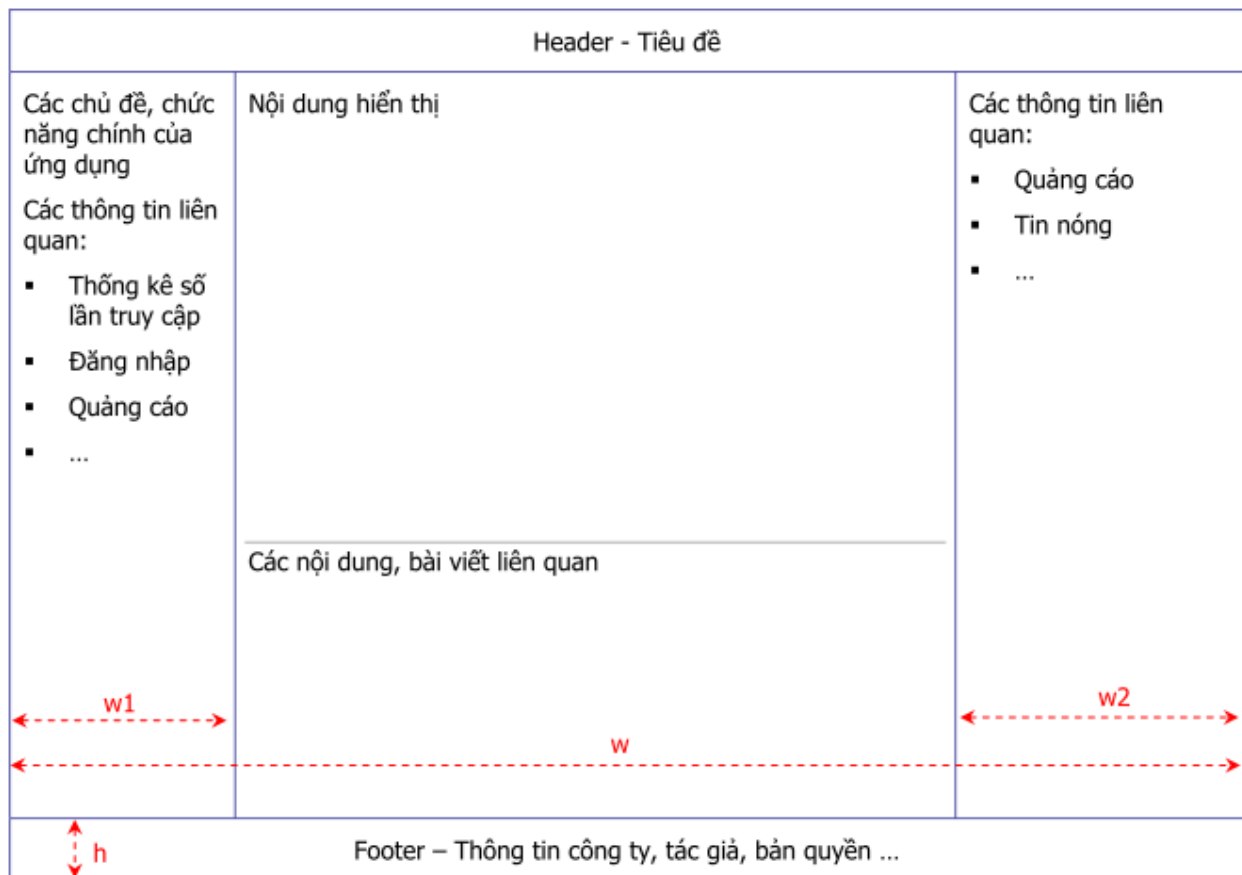 Header - Tiêu đề
Các chủ đề, chức
năng chính của
ứng dụng
Các thông tin liên
quan:
▪ Thống kê số
lần truy cập
▪ Đăng nhập
▪ Quảng cáo
▪ ...
Nội dung hiển thị
Các nội dung, bài viết liên quan
Các thông tin liên
quan:
▪ Quảng cáo
▪ Tin nóng
▪ ...
w1
w2
w
h
Footer – Thông tin công ty, tác giả, bản quyền ...